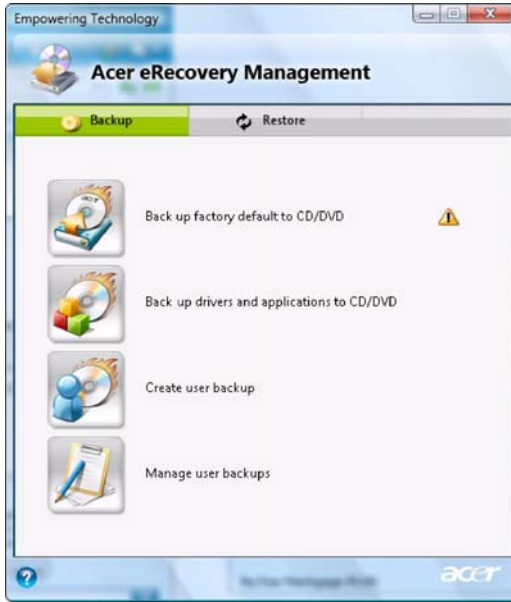 Empowering Technology
Acer eRecovery Management
Backup
Restore
Back up factory default to CD/DVD
Back up drivers and applications to CD/DVD
Create user backup
Manage user backups
acer